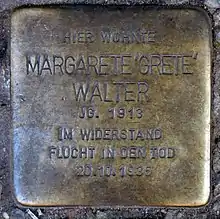 HIER WOHNTE
MARGARETE 'GRETE'
WALTER
JG. 1913
IM WIDERSTAND
FLUCHT IN DEN TOD
20.10.1935